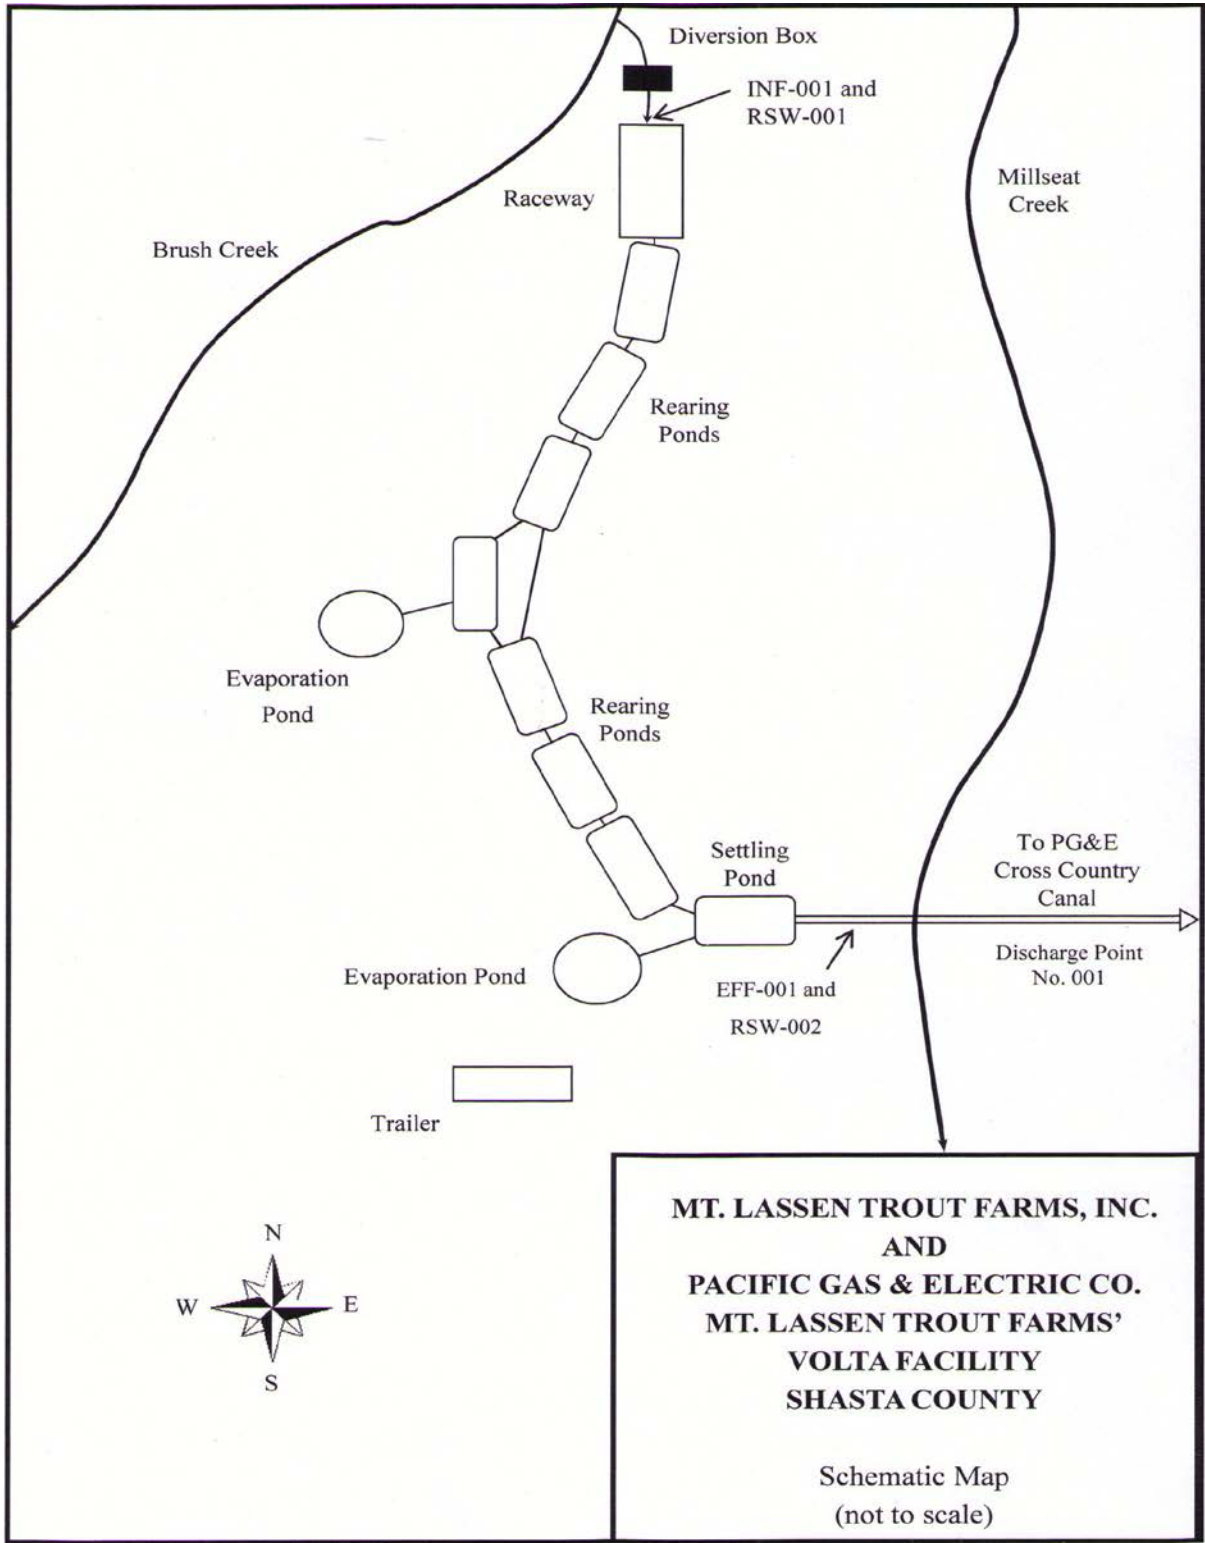 Diversion Box
INF-001 and
RSW-001
Raceway
Millseat
Creek
Brush Creek
Rearing
Ponds
Evaporation
Pond
Rearing
Ponds
Settling
Pond
To PG&E
Cross Country
Canal
Discharge Point
No. 001
Evaporation Pond
EFF-001 and
RSW-002
Trailer
N
W
E
S
MT. LASSEN TROUT FARMS, INC.
AND
PACIFIC GAS & ELECTRIC CO.
MT. LASSEN TROUT FARMS’
VOLTA FACILITY
SHASTA COUNTY
Schematic Map
(not to scale)